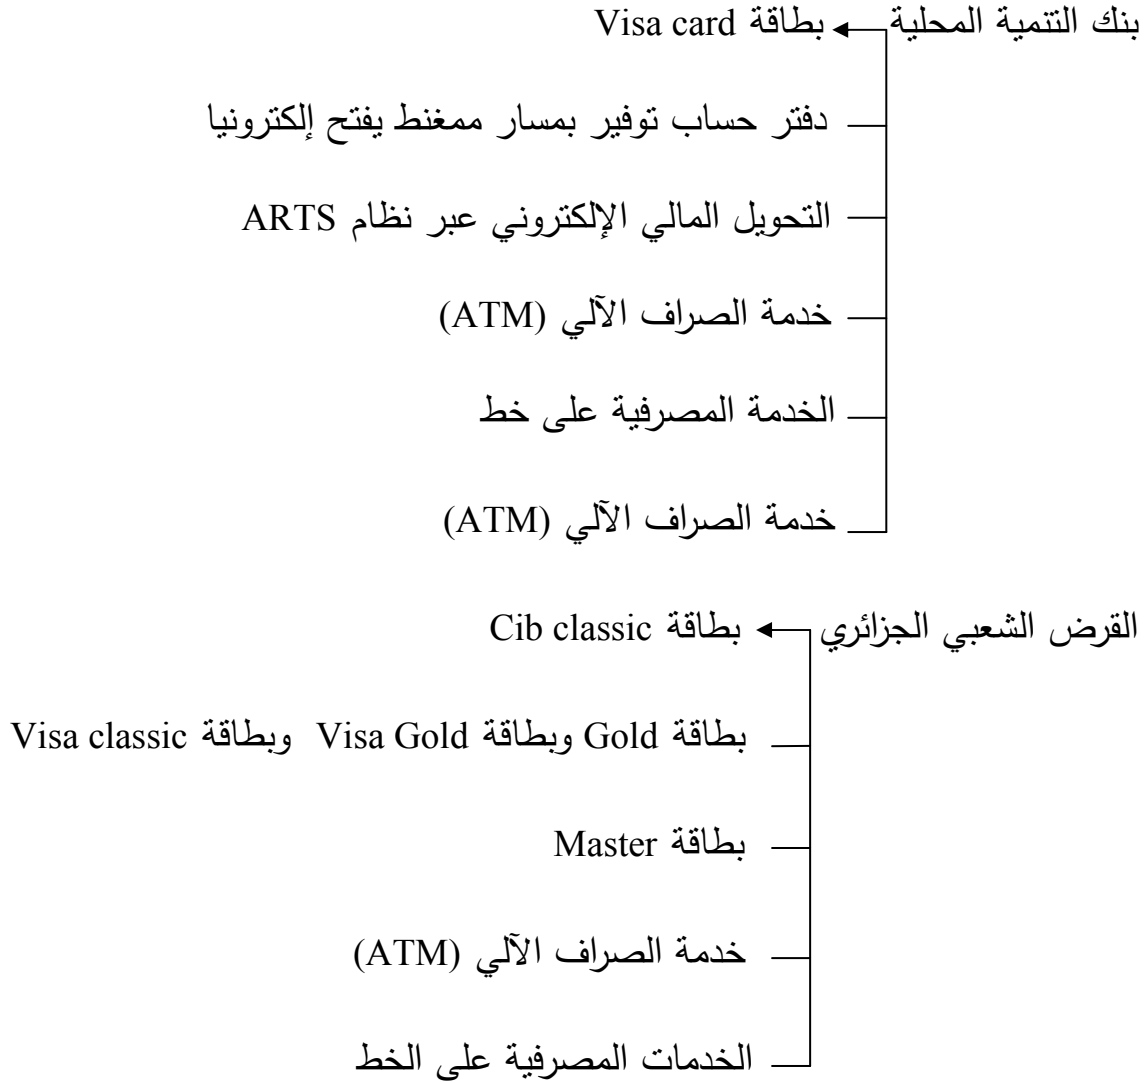 بنك التنمية المحلية بطاقة Visa card
دفتر حساب توفير بمسار ممغنط يفتح إلكترونيا
التحويل المالي الإلكتروني عبر نظام ARTS
خدمة الصراف الآلي (ATM)
الخدمة المصرفية على خط
خدمة الصراف الآلي (ATM)
القرض الشعبي الجزائري بطاقة Cib classic
بطاقة Gold وبطاقة Visa Gold وبطاقة Visa classic
بطاقة Master
خدمة الصراف الآلي (ATM)
الخدمات المصرفية على الخط